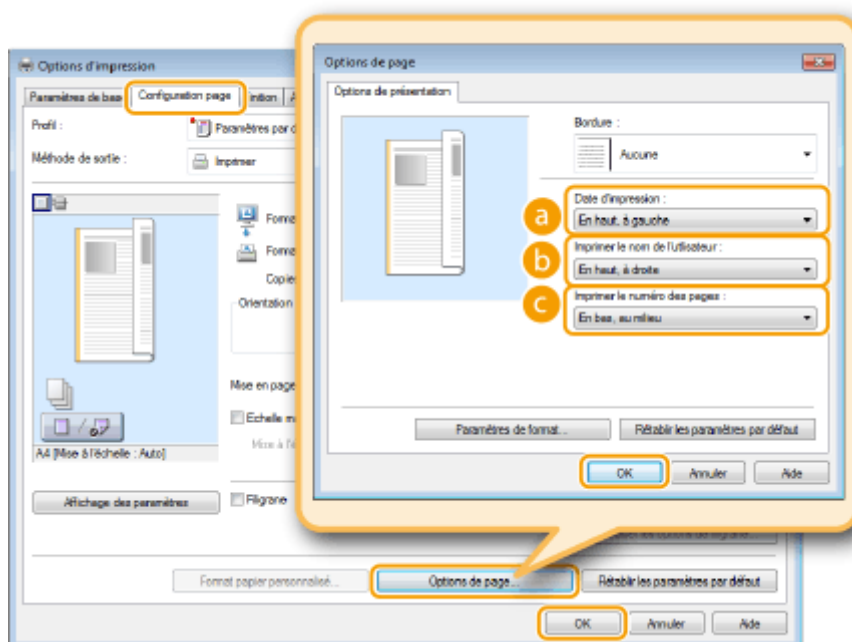 Options d'impression
Paramètres de base
Configuration page
Profil :
Paramètres par d
Méthode de sortie :
Imprimer
Forma
Forma
Copie
Orientation
Mise en page
Echelle m
Mise à l'é
A4 [Mise à l'échelle : Auto]
Affichage des paramètres
Filigrane
Format papier personnalisé...
Options de page...
Rétablir les paramètres par défaut
OK
Annuler
Aide
Options de page
Options de présentation
Bordure :
Aucune
a
Date d'impression :
En haut, à gauche
b
Imprimer le nom de l'utilisateur :
En haut, à droite
c
Imprimer le numéro des pages :
En bas, au milieu
Paramètres de format...
Rétablir les paramètres par défaut
OK
Annuler
Aide